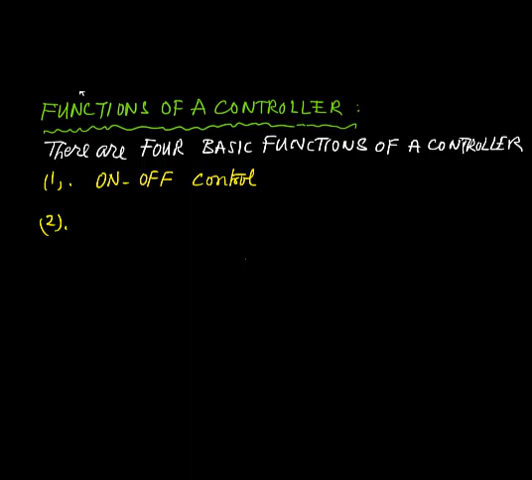 FUNCTIONS OF A CONTROLLER :
There are FOUR BASIC FUNCTIONS OF A CONTROLLER
(1). ON-OFF Control
(2).